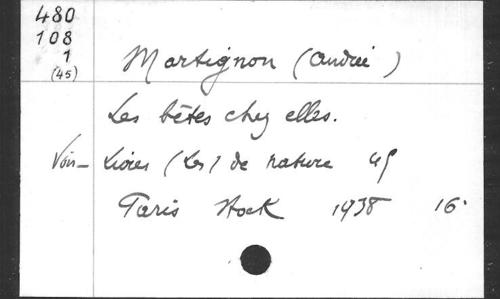 480
108
1
(45)
Martignon (Andrée)
Les bêtes chez elles.
Voir - Livres (Les) de nature 45
Paris Stock 1938 16°